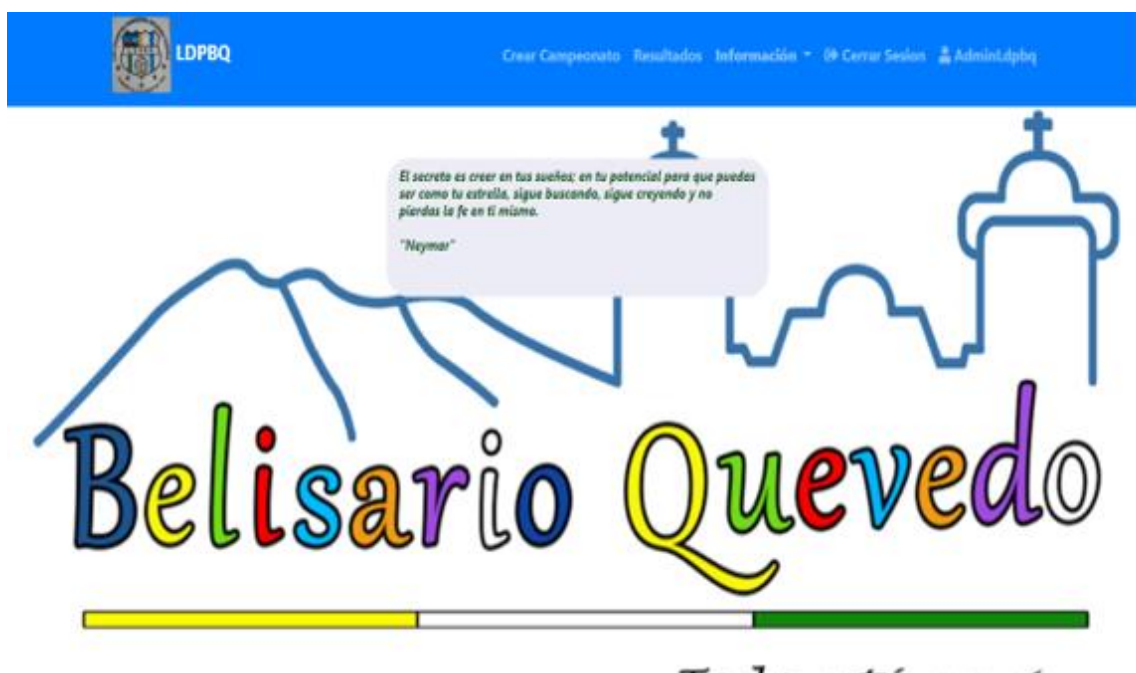 LDPBQ
Crear Campeonato Resultados Información Cerrar Sesion AdminLdpbq
El secreto es creer en tus sueños; en tu potencial para que puedas
ser como tu estrella, sigue buscando, sigue creyendo y no
pierdas la fe en ti mismo.
"Neymar"
Belisario Quevedo